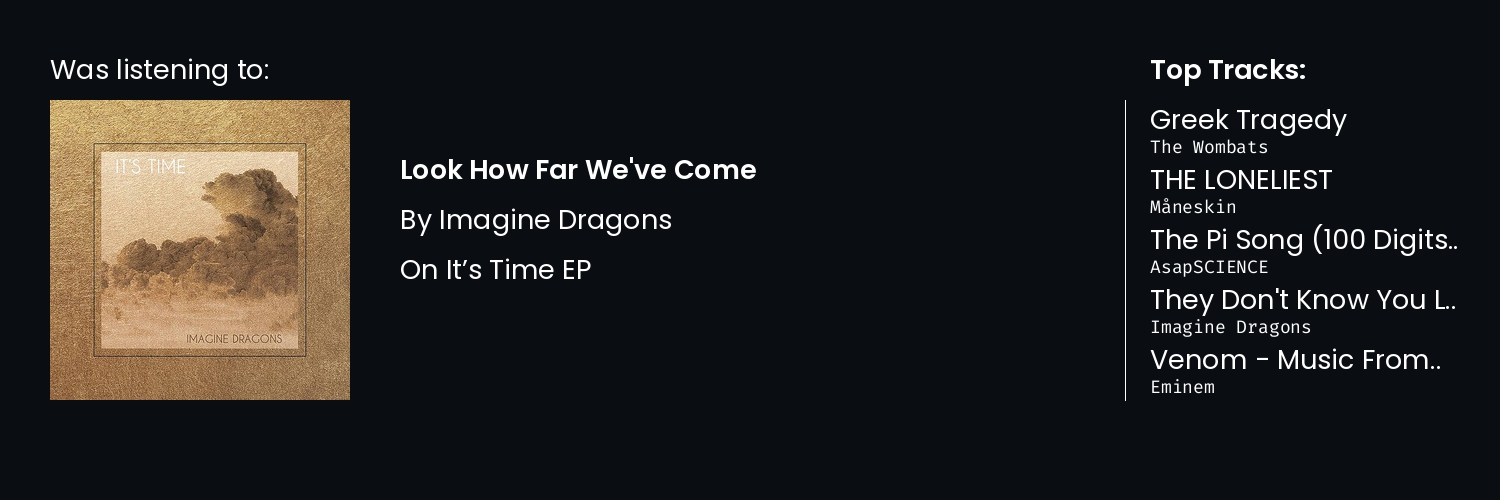 Was listening to:
IT'S TIME
IMAGINE DRAGONS
Look How Far We've Come
By Imagine Dragons
On It’s Time EP
Top Tracks:
Greek Tragedy
The Wombats
THE LONELIEST
Måneskin
The Pi Song (100 Digits..
AsapSCIENCE
They Don't Know You L..
Imagine Dragons
Venom - Music From..
Eminem